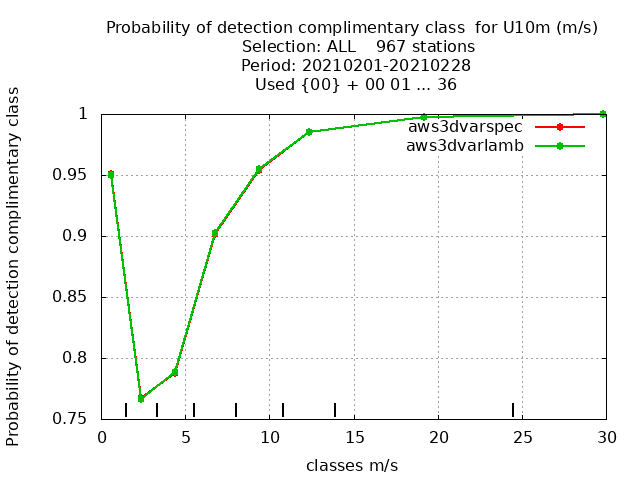 Probability of detection complimentary class  for U10m (m/s)
Selection: ALL    967 stations
Period: 20210201-20210228
Used {00} + 00 01 ... 36
Probability of detection complimentary class
1
0.95
0.9
0.85
0.8
0.75
aws3dvarspec
aws3dvarlamb
0 5 10 15 20 25 30
classes m/s